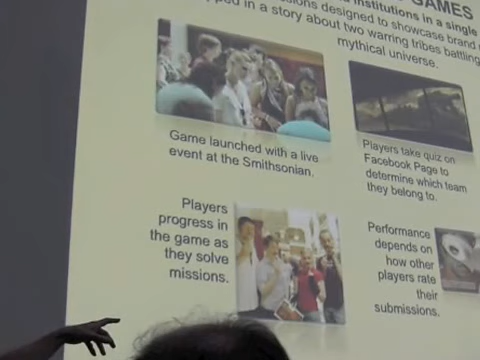 GAMES
institutions in a single
designed to showcase brand
in a story about two warring tribes battling
mythical universe.
Game launched with a live
event at the Smithsonian.
Players take quiz on
Facebook Page to
determine which team
they belong to.
Players
progress in
the game as
they solve
missions.
Performance
depends on
how other
players rate
their
submissions.